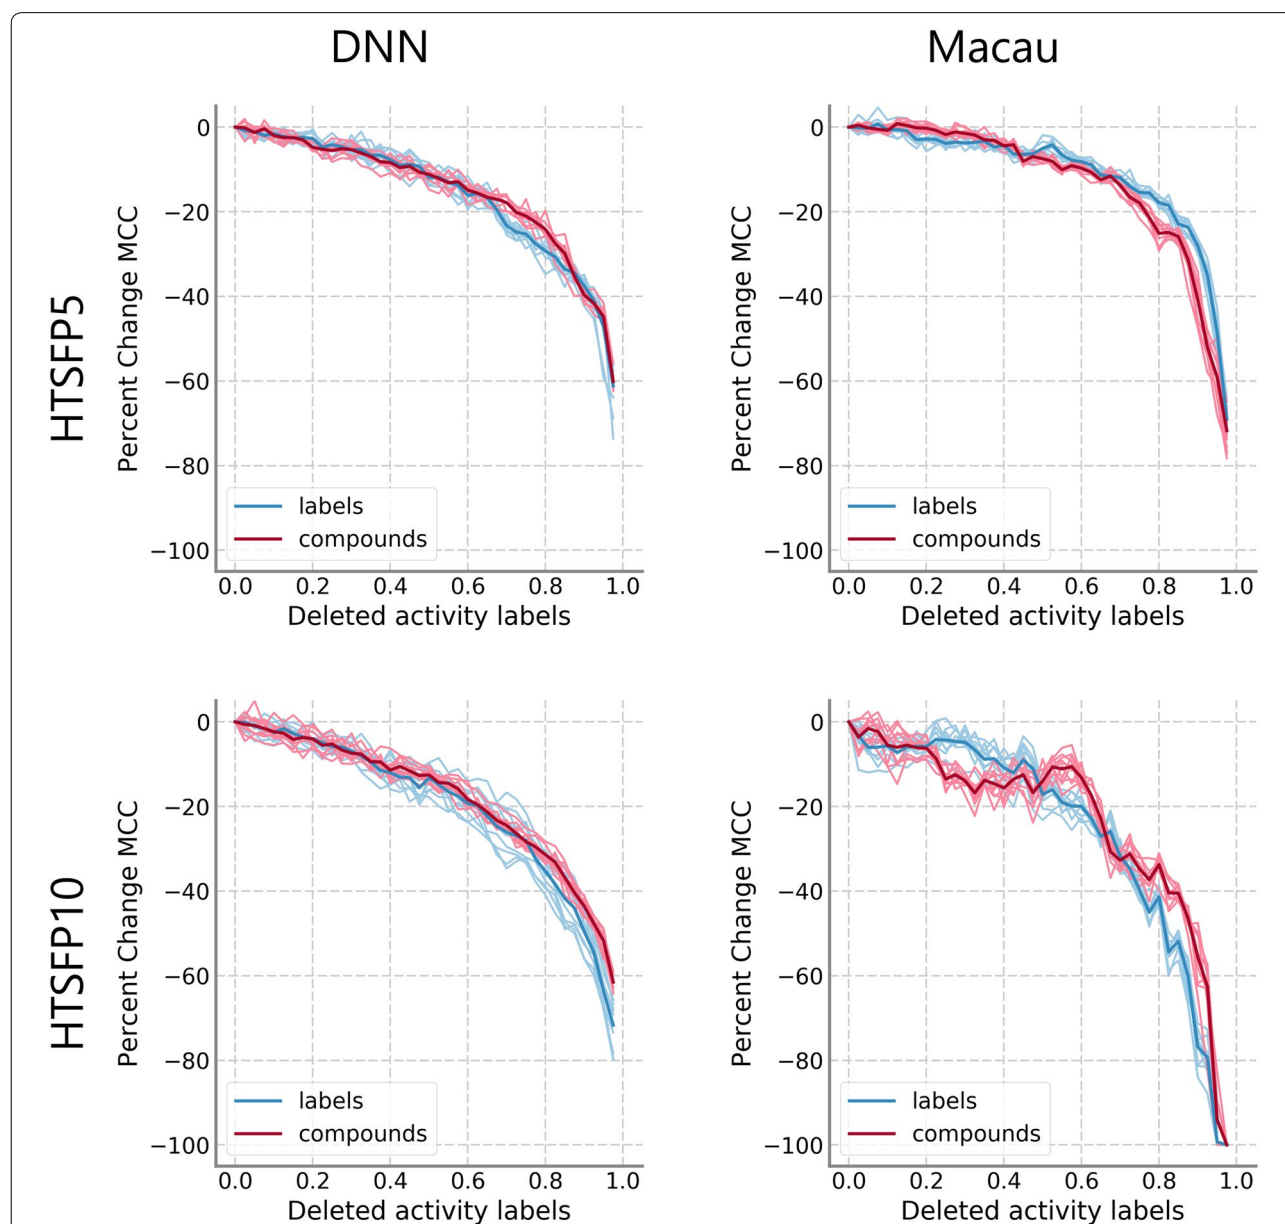 DNN
Macau
HTSFP5
Percent Change MCC
0
−20
−40
−60
−80
−100
labels
compounds
0.0 0.2 0.4 0.6 0.8 1.0
Deleted activity labels
Percent Change MCC
0
−20
−40
−60
−80
−100
labels
compounds
0.0 0.2 0.4 0.6 0.8 1.0
Deleted activity labels
HTSFP10
Percent Change MCC
0
−20
−40
−60
−80
−100
labels
compounds
0.0 0.2 0.4 0.6 0.8 1.0
Deleted activity labels
Percent Change MCC
0
−20
−40
−60
−80
−100
labels
compounds
0.0 0.2 0.4 0.6 0.8 1.0
Deleted activity labels